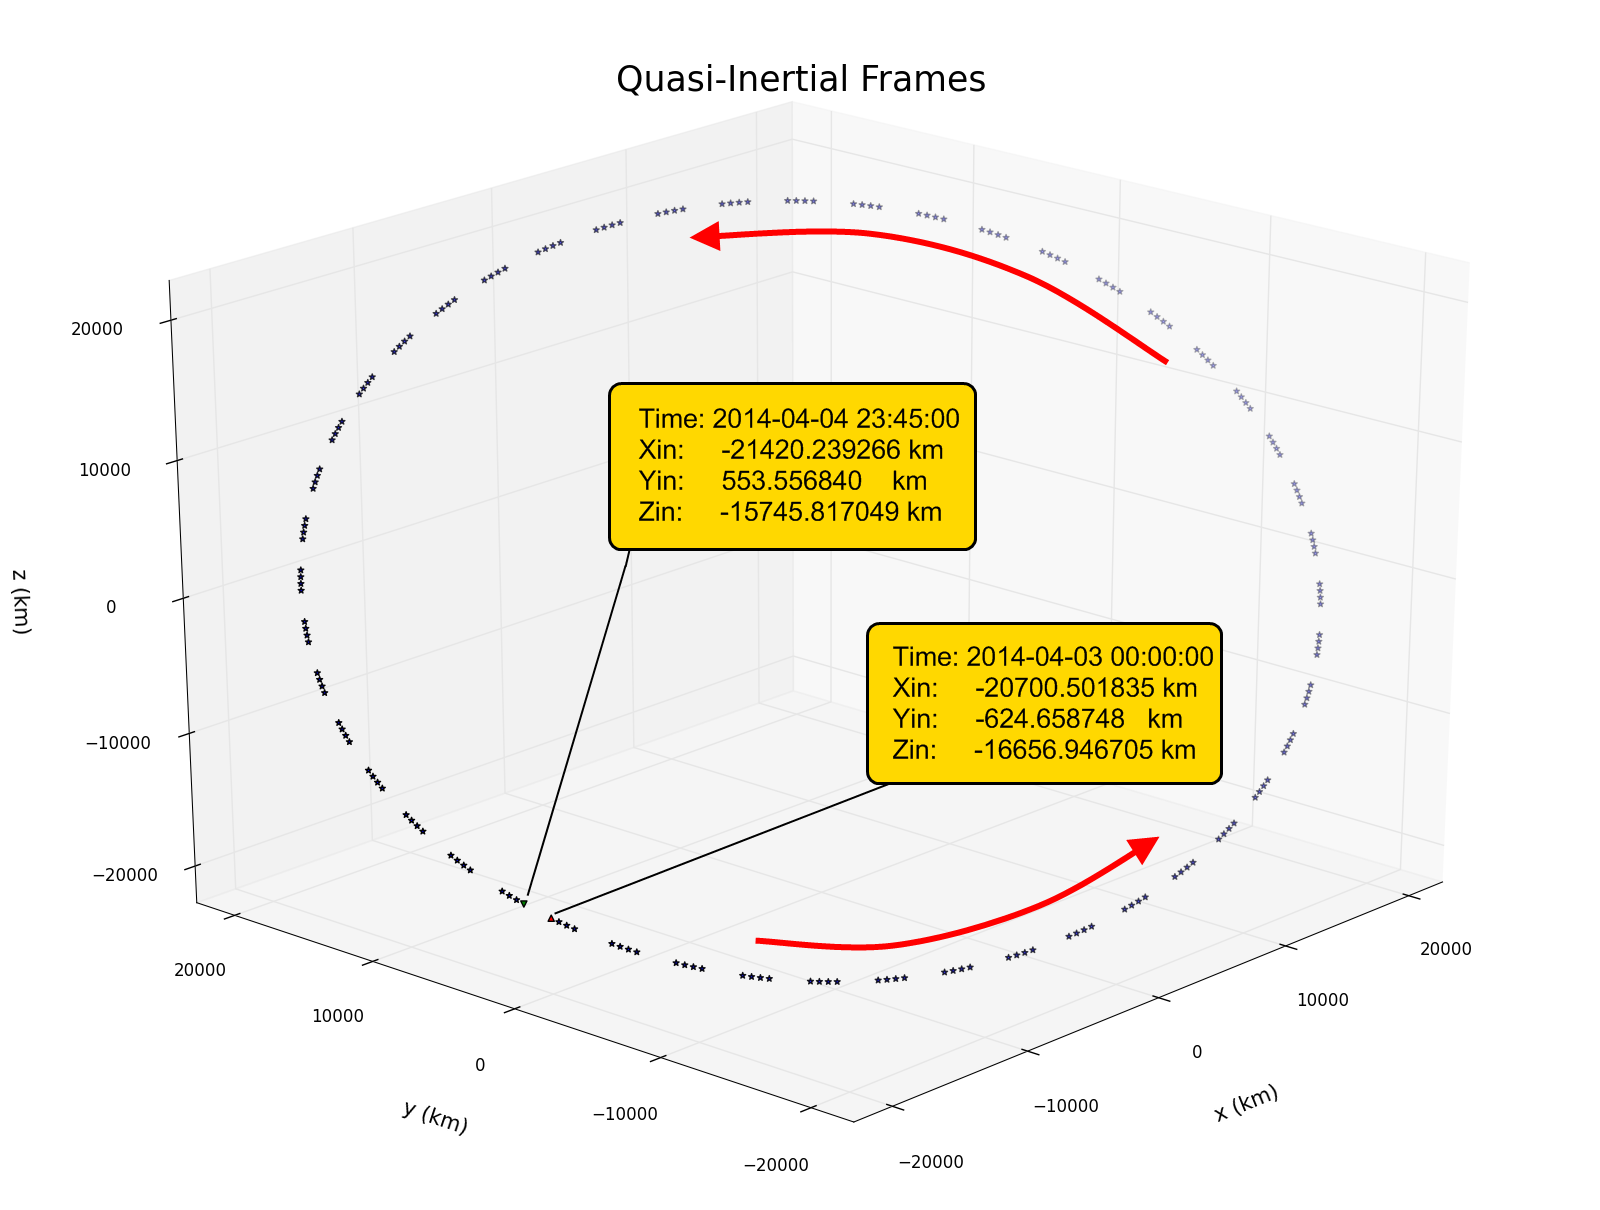 Quasi-Inertial Frames
20000
10000
0
−10000
−20000
z (km)
Time: 2014-04-04 23:45:00
Xin: -21420.239266 km
Yin: 553.556840 km
Zin: -15745.817049 km
Time: 2014-04-03 00:00:00
Xin: -20700.501835 km
Yin: -624.658748 km
Zin: -16656.946705 km
20000
10000
0
−10000
−20000
y (km)
−20000
−10000
0
10000
20000
x (km)